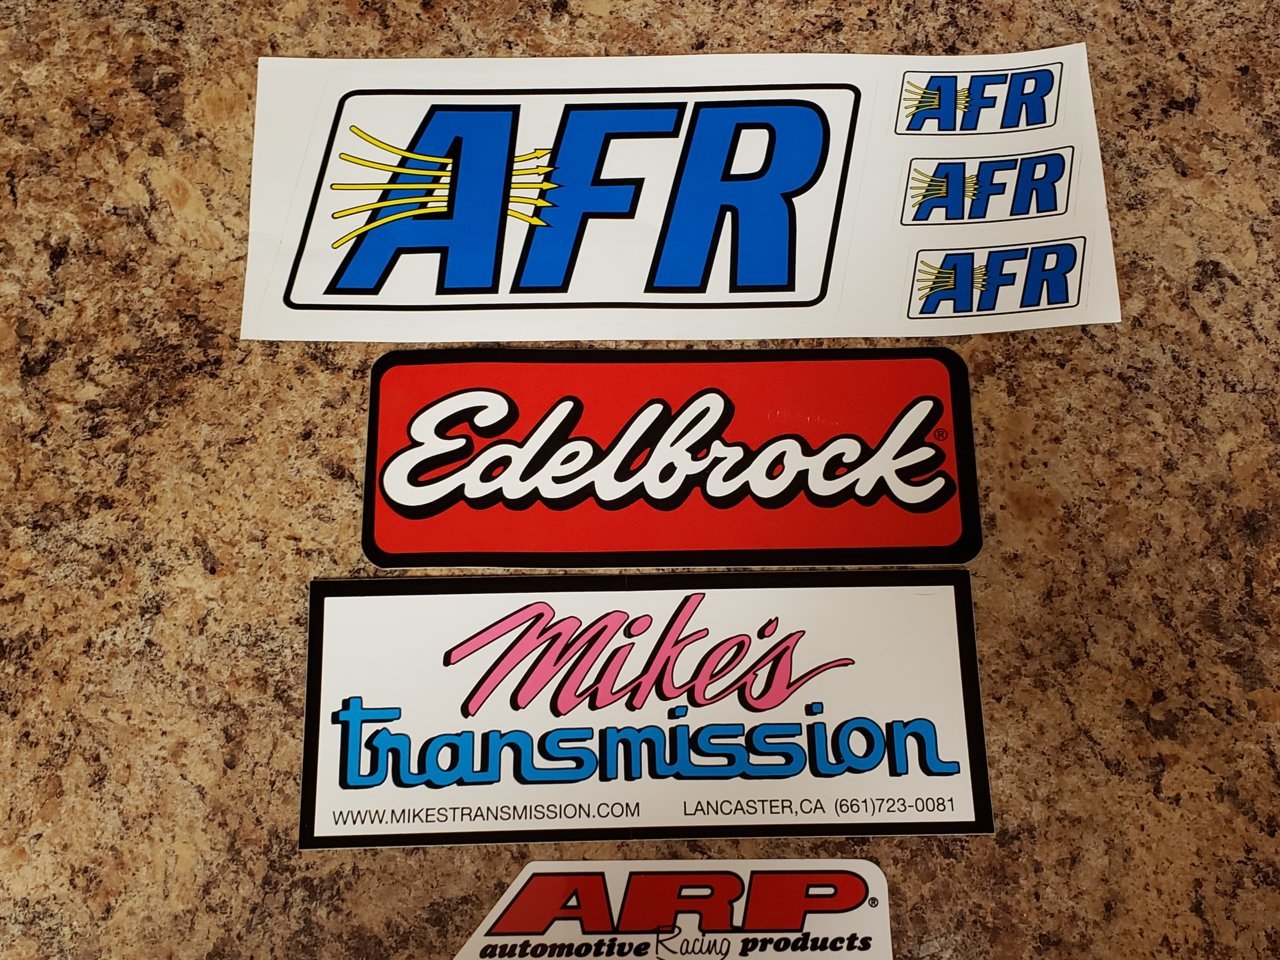 AFR
AFR
AFR
AFR
Edelbrock®
Mike's
transmission
WWW.MIKESTRANSMISSION.COM LANCASTER,CA (661)723-0081
ARP®
automotive Racing products